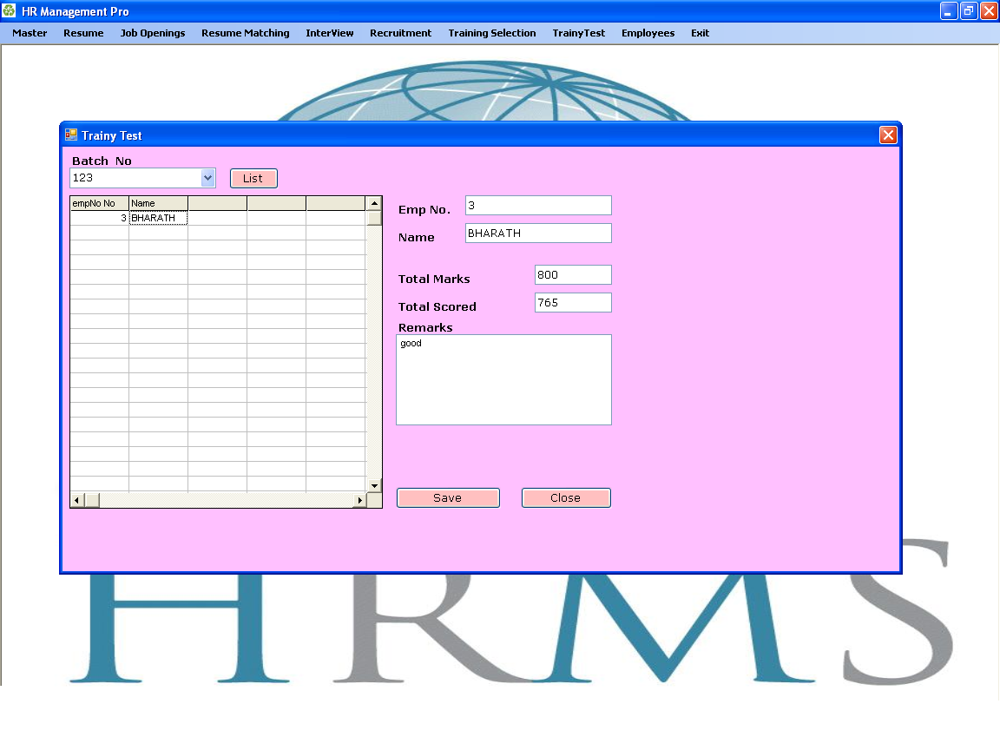 HR Management Pro
Master Resume Job Openings Resume Matching InterView Recruitment Training Selection TrainyTest Employees Exit
Trainy Test
Batch No
123 List
empNo No Name
3 BHARATH
Emp No. 3
Name BHARATH
Total Marks 800
Total Scored 765
Remarks
good
Save Close
HRMS